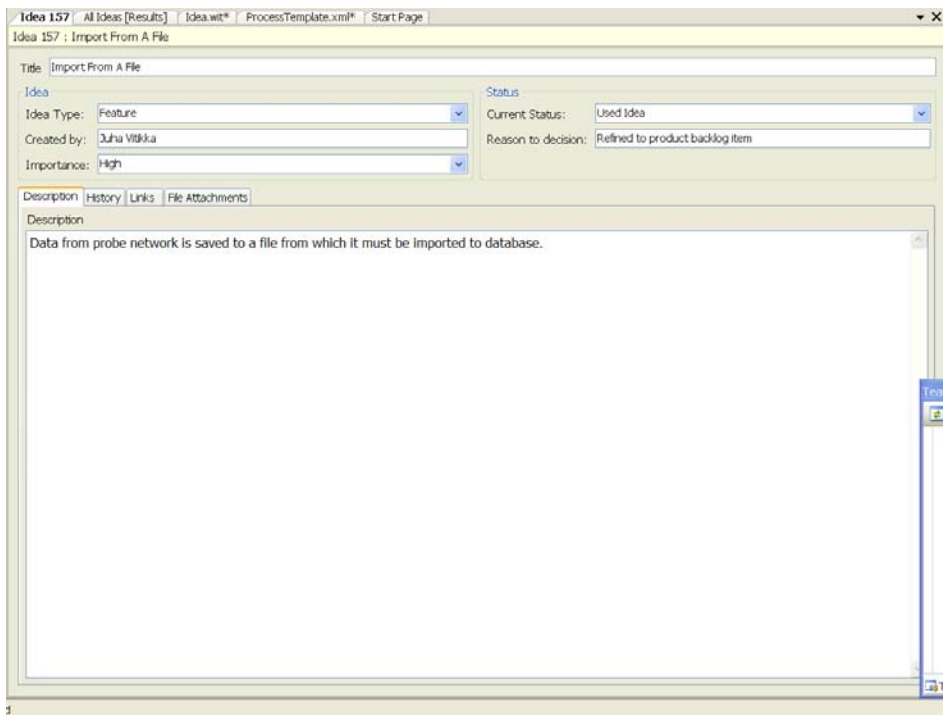 Idea 157 All Ideas [Results] Idea.wit* ProcessTemplate.xml* Start Page
Idea 157 : Import From A File
Title Import From A File
Idea Status
Idea Type: Feature Current Status: Used Idea
Created by: Juha Vitikka Reason to decision: Refined to product backlog item
Importance: High
Description History Links File Attachments
Description
Data from probe network is saved to a file from which it must be imported to database.
Tea